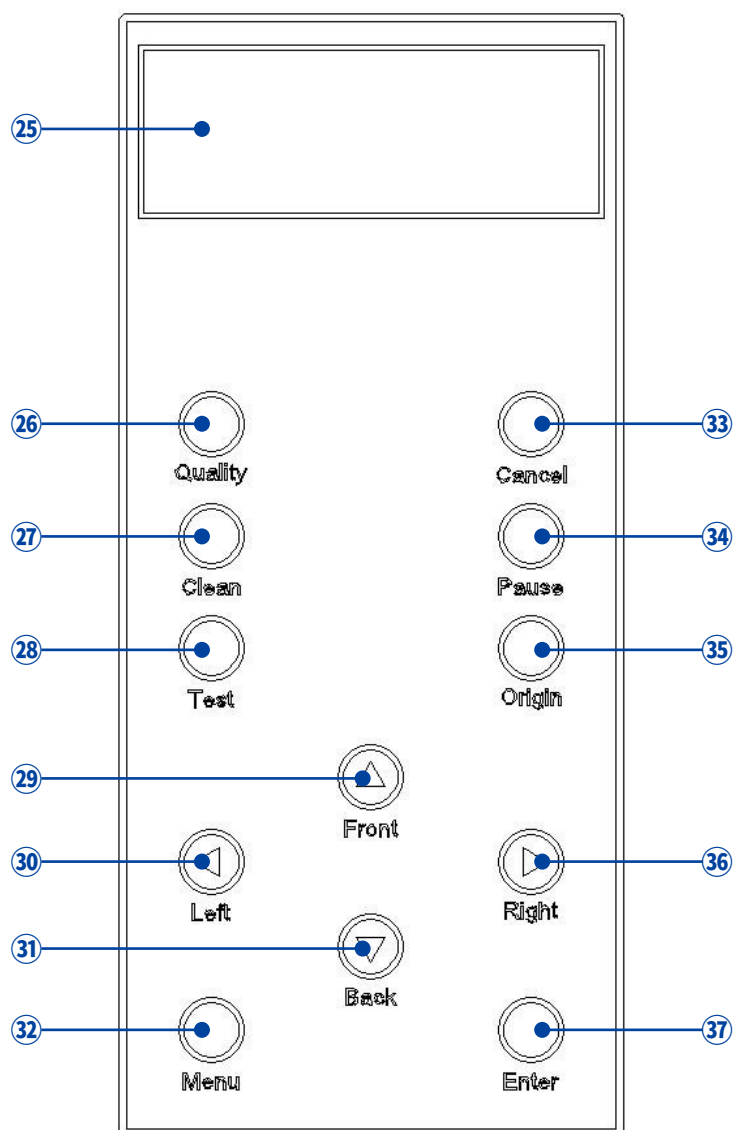 25
26 33
Quality Cancel
27 34
Clean Pause
28 35
Test Origin
29
Front
30 36
Left Right
31
Back
32 37
Menu Enter